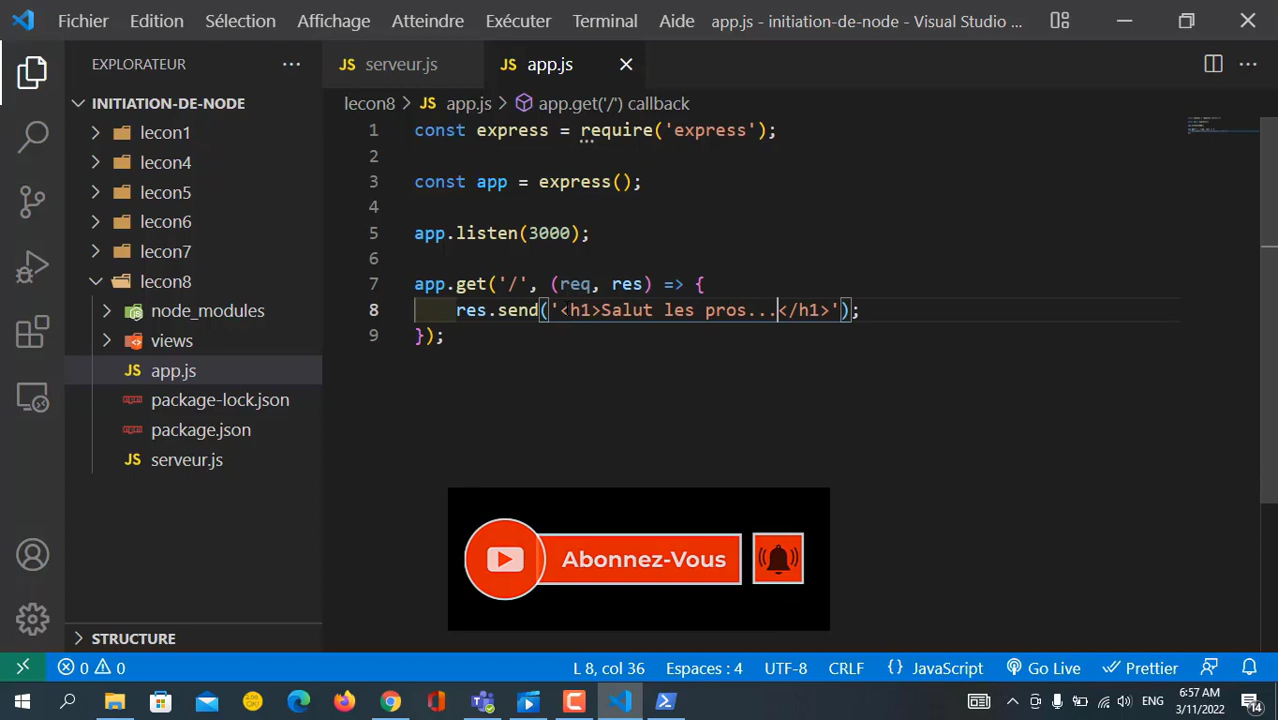 Fichier Edition Sélection Affichage Atteindre Exécuter Terminal Aide app.js - initiation-de-node - Visual Studio ...
EXPLORATEUR
JS serveur.js
JS app.js
INITIATION-DE-NODE
lecon1
lecon4
lecon5
lecon6
lecon7
lecon8
node_modules
views
JS app.js
package-lock.json
package.json
JS serveur.js
STRUCTURE
lecon8 > JS app.js > app.get('/') callback
1 const express = require('express');
2
3 const app = express();
4
5 app.listen(3000);
6
7 app.get('/', (req, res) => {
8 res.send('<h1>Salut les pros...</h1>');
9 });
Abonnez-Vous
0 0 L 8, col 36 Espaces : 4 UTF-8 CRLF {} JavaScript Go Live Prettier
ENG 6:57 AM
3/11/2022 14